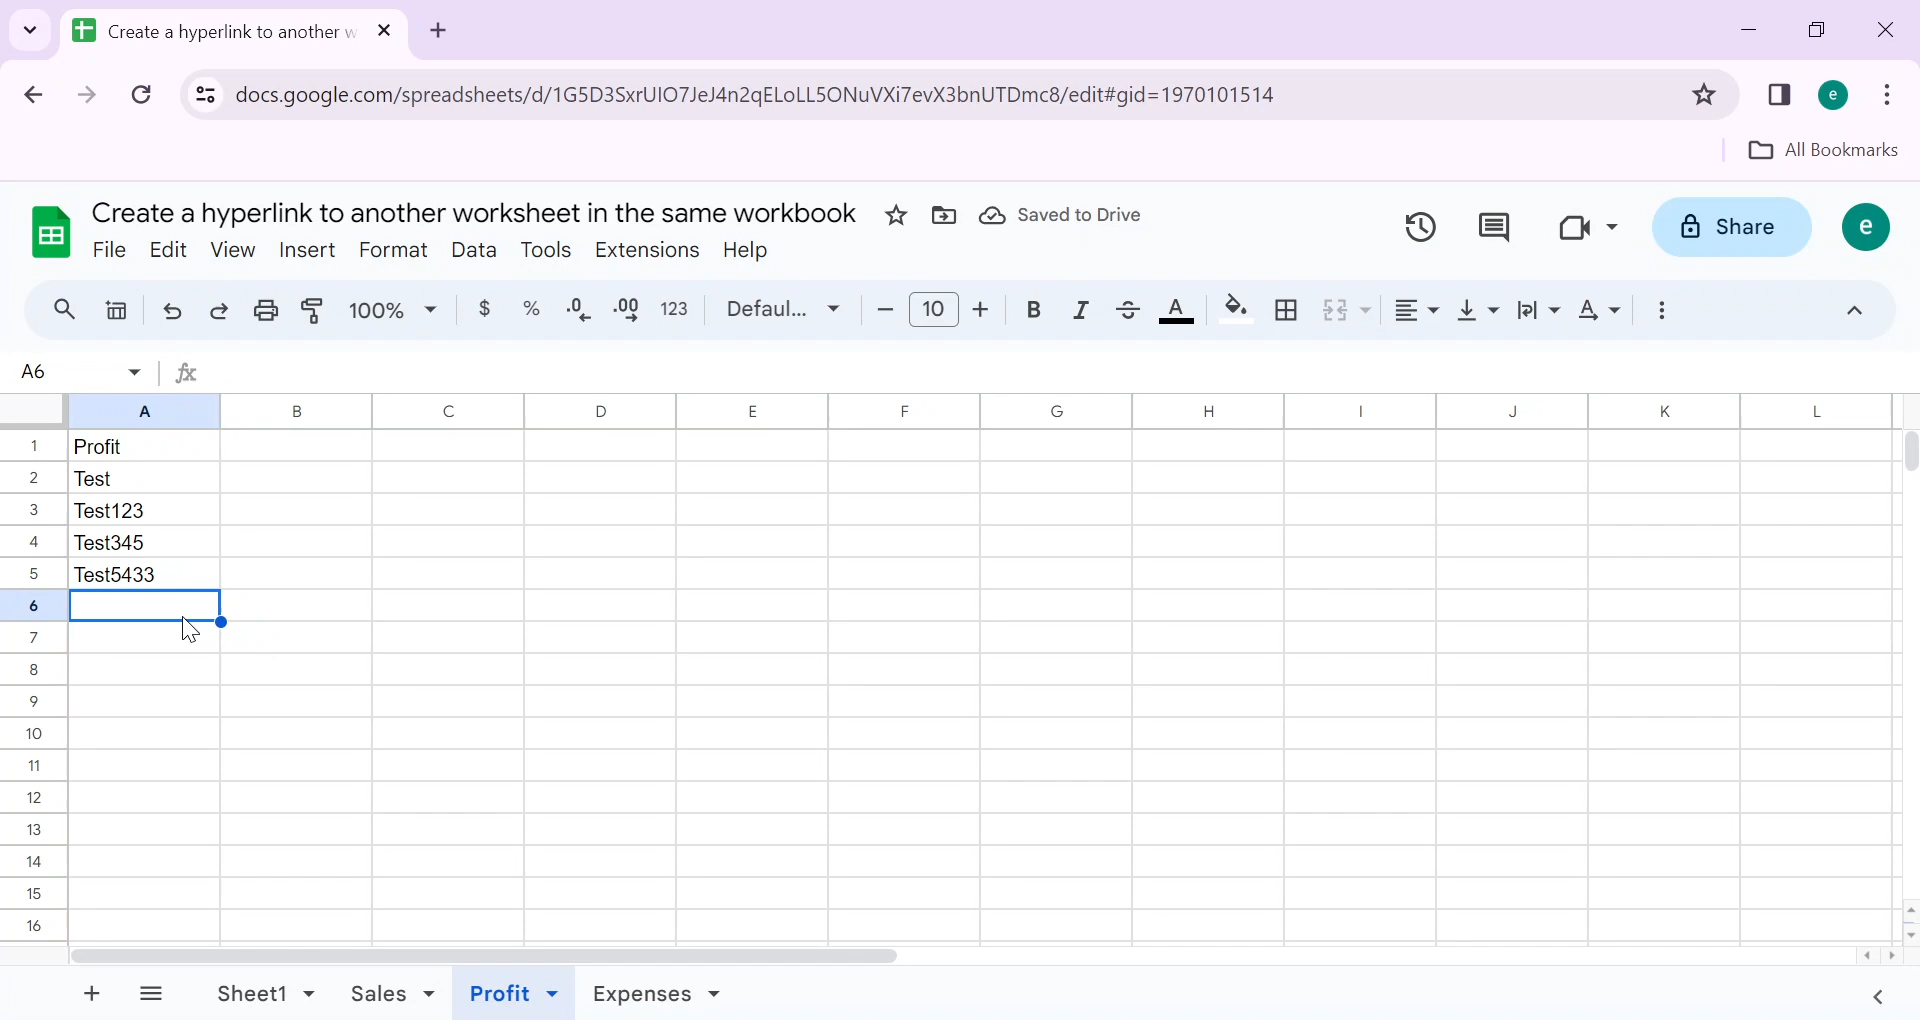 Create a hyperlink to another w
docs.google.com/spreadsheets/d/1G5D3SxrUIO7JeJ4n2qELoLL5ONuVXi7evX3bnUTDmc8/edit#gid=1970101514
e
All Bookmarks
Create a hyperlink to another worksheet in the same workbook
Saved to Drive
File Edit View Insert Format Data Tools Extensions Help
Share
e
100% $ % .0 .00 123 Defaul... 10 B I A A
A6 fx
A B C D E F G H I J K L
1 Profit
2 Test
3 Test123
4 Test345
5 Test5433
6
7
8
9
10
11
12
13
14
15
16
Sheet1 Sales Profit Expenses